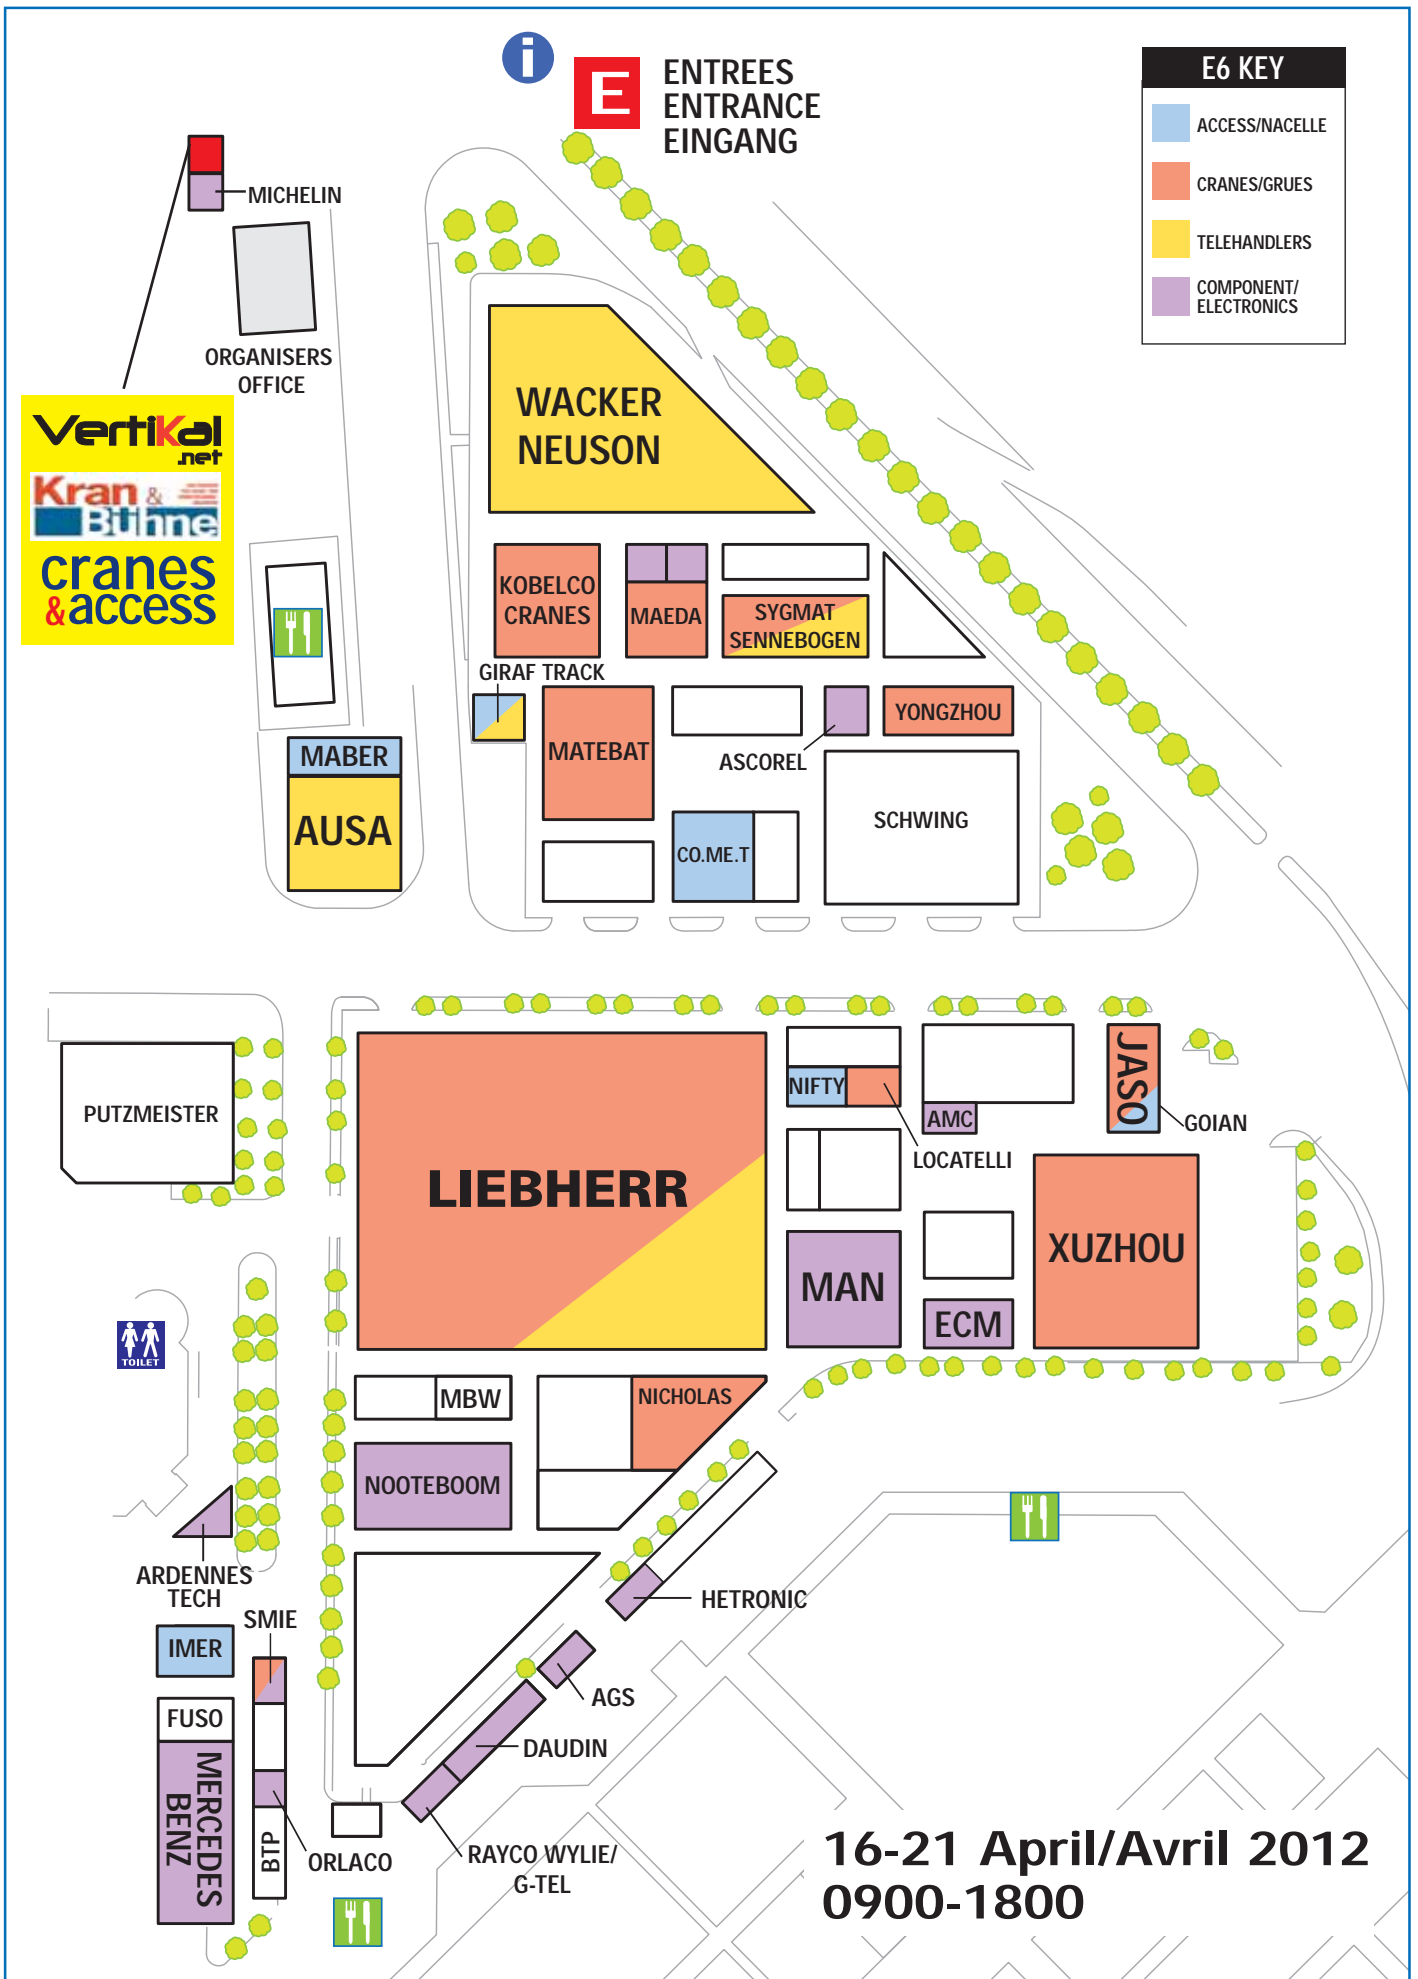 i
E
ENTREES
ENTRANCE
EINGANG
E6 KEY
ACCESS/NACELLE
CRANES/GRUES
TELEHANDLERS
COMPONENT/
ELECTRONICS
MICHELIN
ORGANISERS
OFFICE
VertiKal
.net
Kran &
Bühne
cranes
&access
WACKER
NEUSON
KOBELCO
CRANES
MAEDA
SYGMAT
SENNEBOGEN
GIRAF TRACK
MATEBAT
ASCOREL
YONGZHOU
MABER
AUSA
CO.ME.T
SCHWING
PUTZMEISTER
LIEBHERR
NIFTY
LOCATELLI
AMC
JASO
GOIAN
XUZHOU
MAN
ECM
TOILET
MBW
NICHOLAS
NOOTEBOOM
ARDENNES
TECH
HETRONIC
SMIE
IMER
AGS
FUSO
DAUDIN
MERCEDES
BENZ
BTP
ORLACO
RAYCO WYLIE/
G-TEL
16-21 April/Avril 2012
0900-1800